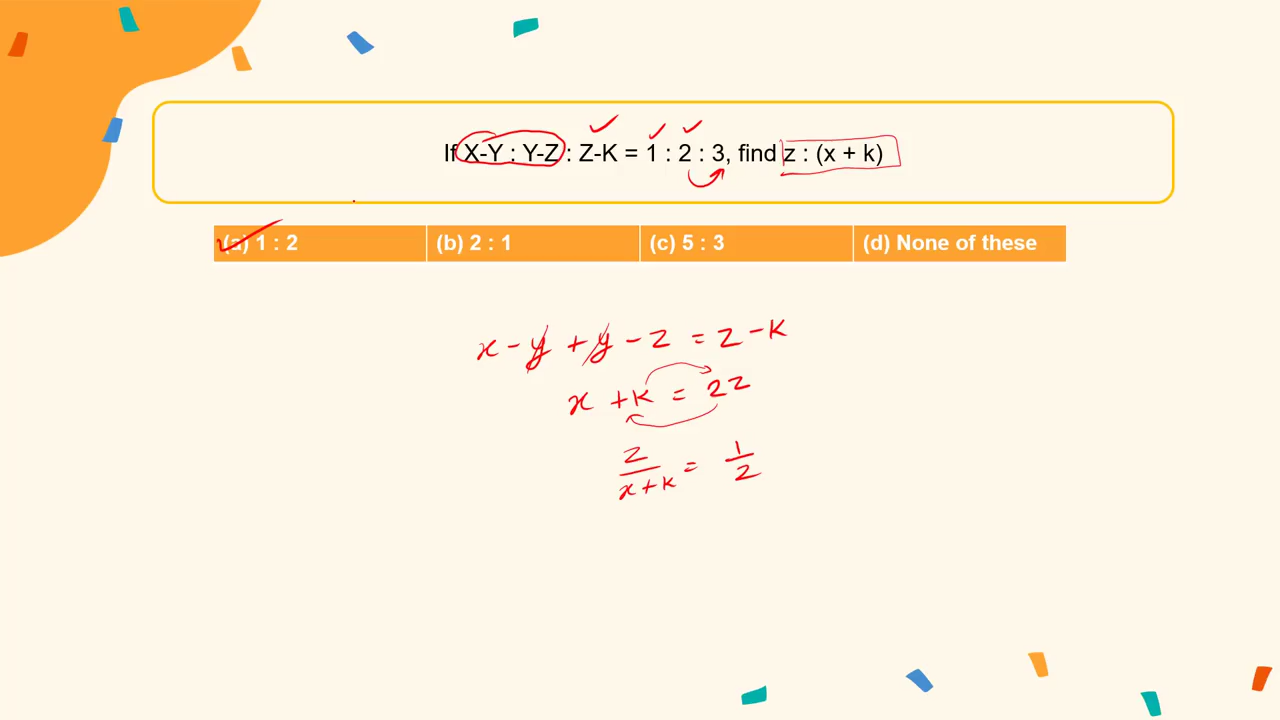 If X-Y : Y-Z : Z-K = 1 : 2 : 3, find z : (x + k)
(a) 1 : 2
(b) 2 : 1
(c) 5 : 3
(d) None of these
x - y + y - z = z - k
x + k = 2z
z/x+k = 1/2